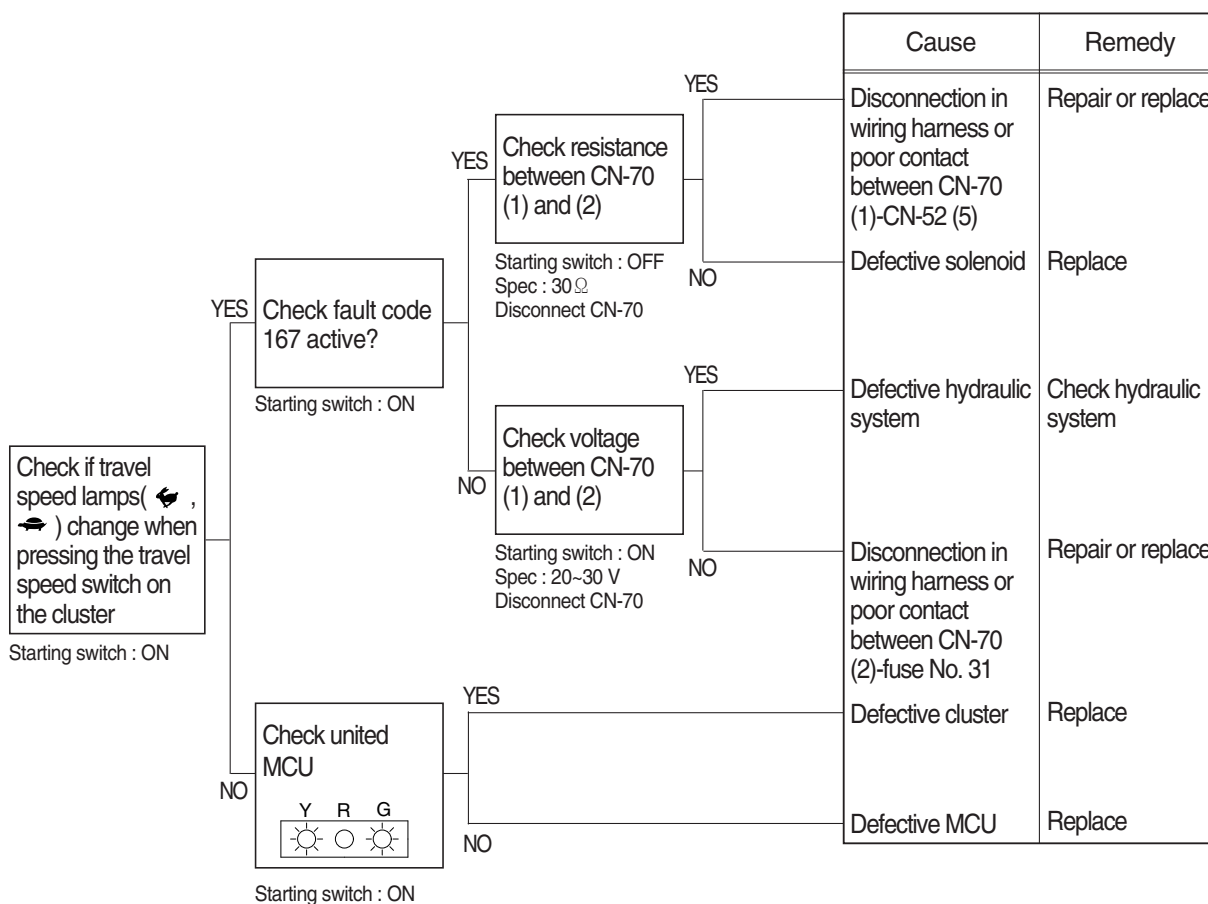 Cause
Remedy
YES
Disconnection in
wiring harness or
poor contact
between CN-70
(1)-CN-52 (5)
Repair or replace
YES
Check resistance
between CN-70
(1) and (2)
Starting switch : OFF
Spec : 30Ω
Disconnect CN-70
NO
Defective solenoid
Replace
YES
Check fault code
167 active?
Starting switch : ON
YES
Defective hydraulic
system
Check hydraulic
system
NO
Check voltage
between CN-70
(1) and (2)
Starting switch : ON
Spec : 20~30 V
Disconnect CN-70
NO
Disconnection in
wiring harness or
poor contact
between CN-70
(2)-fuse No. 31
Repair or replace
Check if travel
speed lamps( ,
) change when
pressing the travel
speed switch on
the cluster
Starting switch : ON
NO
Check united
MCU
Y R G
Starting switch : ON
YES
Defective cluster
Replace
NO
Defective MCU
Replace